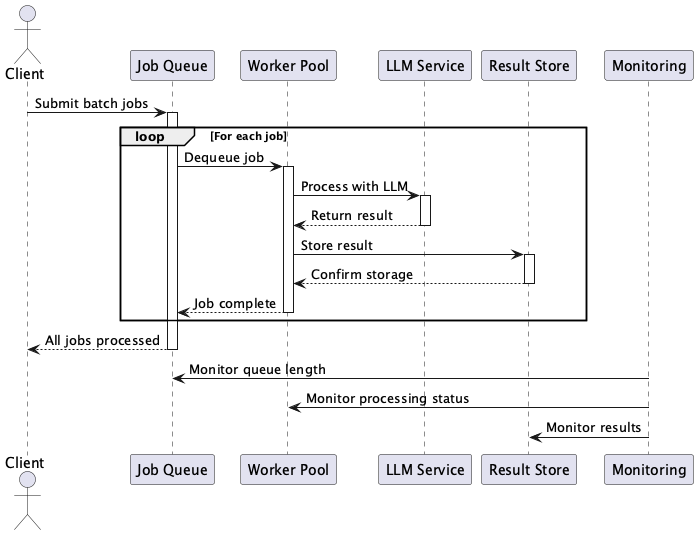 Client
Job Queue
Worker Pool
LLM Service
Result Store
Monitoring
Submit batch jobs
loop
[For each job]
Dequeue job
Process with LLM
Return result
Store result
Confirm storage
Job complete
All jobs processed
Monitor queue length
Monitor processing status
Monitor results
Client
Job Queue
Worker Pool
LLM Service
Result Store
Monitoring